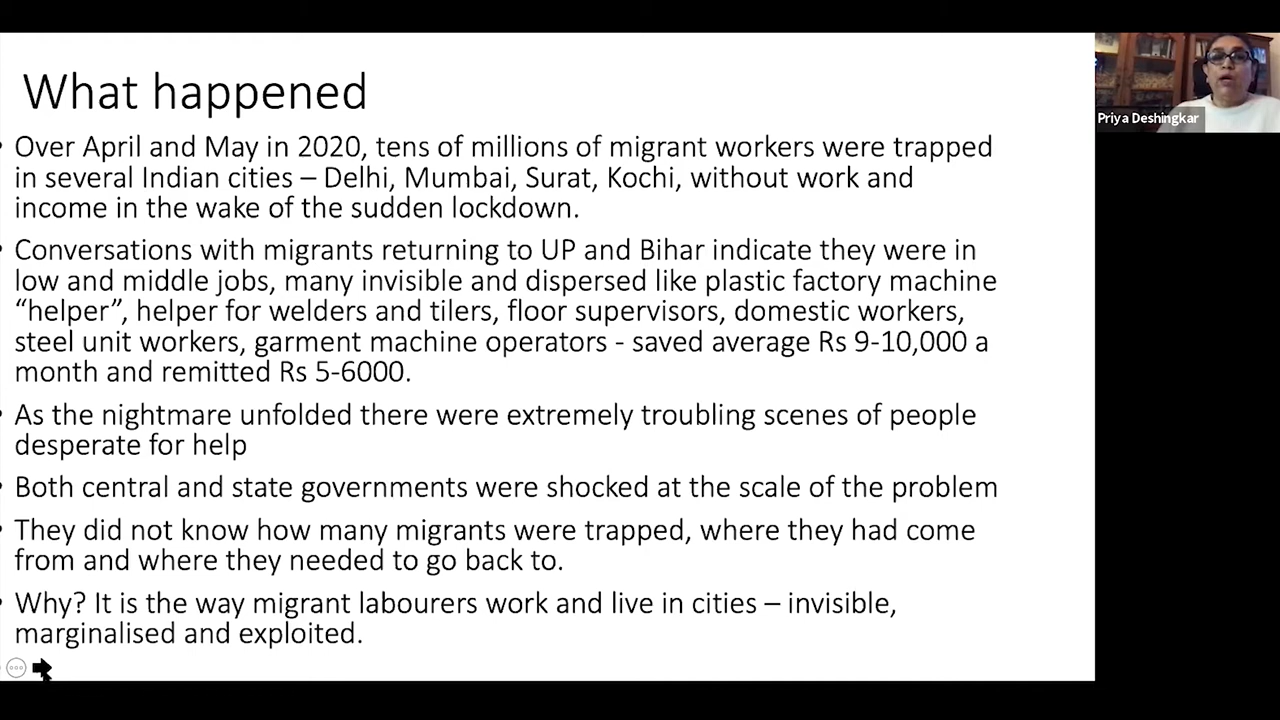 What happened
• Over April and May in 2020, tens of millions of migrant workers were trapped
in several Indian cities – Delhi, Mumbai, Surat, Kochi, without work and
income in the wake of the sudden lockdown.
• Conversations with migrants returning to UP and Bihar indicate they were in
low and middle jobs, many invisible and dispersed like plastic factory machine
“helper”, helper for welders and tilers, floor supervisors, domestic workers,
steel unit workers, garment machine operators - saved average Rs 9-10,000 a
month and remitted Rs 5-6000.
• As the nightmare unfolded there were extremely troubling scenes of people
desperate for help
• Both central and state governments were shocked at the scale of the problem
• They did not know how many migrants were trapped, where they had come
from and where they needed to go back to.
• Why? It is the way migrant labourers work and live in cities – invisible,
marginalised and exploited.
Priya Deshingkar